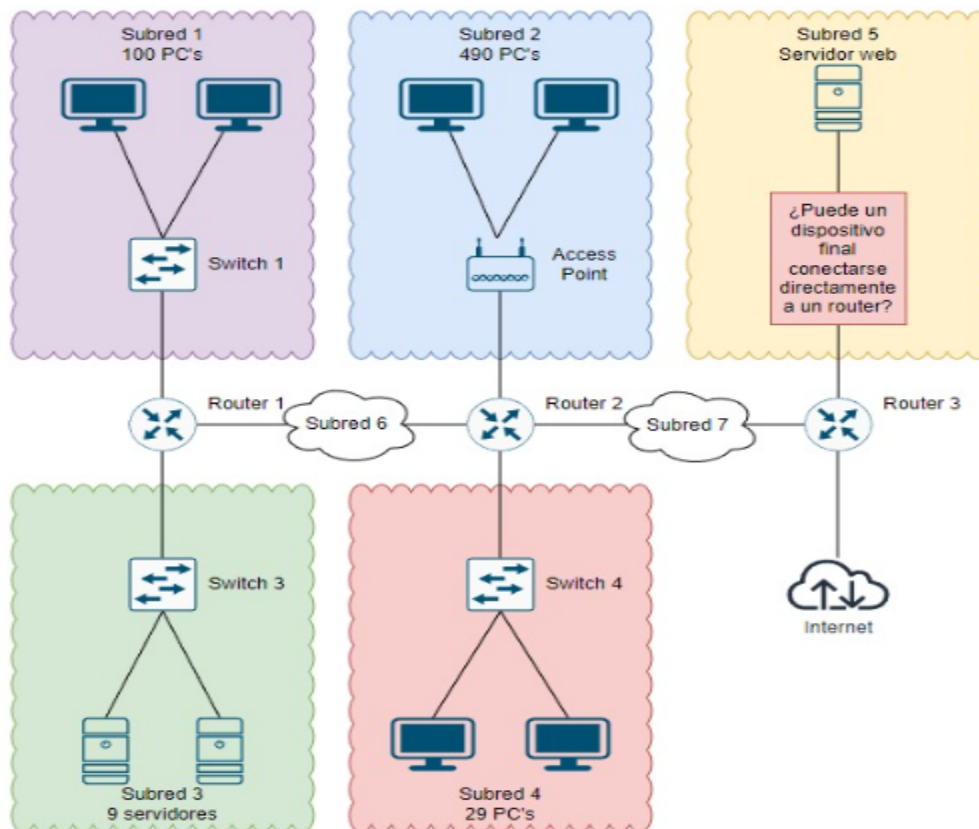 Subred 1
100 PC's
Subred 2
490 PC's
Subred 5
Servidor web
¿Puede un
dispositivo
final
conectarse
directamente
a un router?
Switch 1
Access
Point
Router 1
Subred 6
Router 2
Subred 7
Router 3
Switch 3
Switch 4
Internet
Subred 3
9 servidores
Subred 4
29 PC's